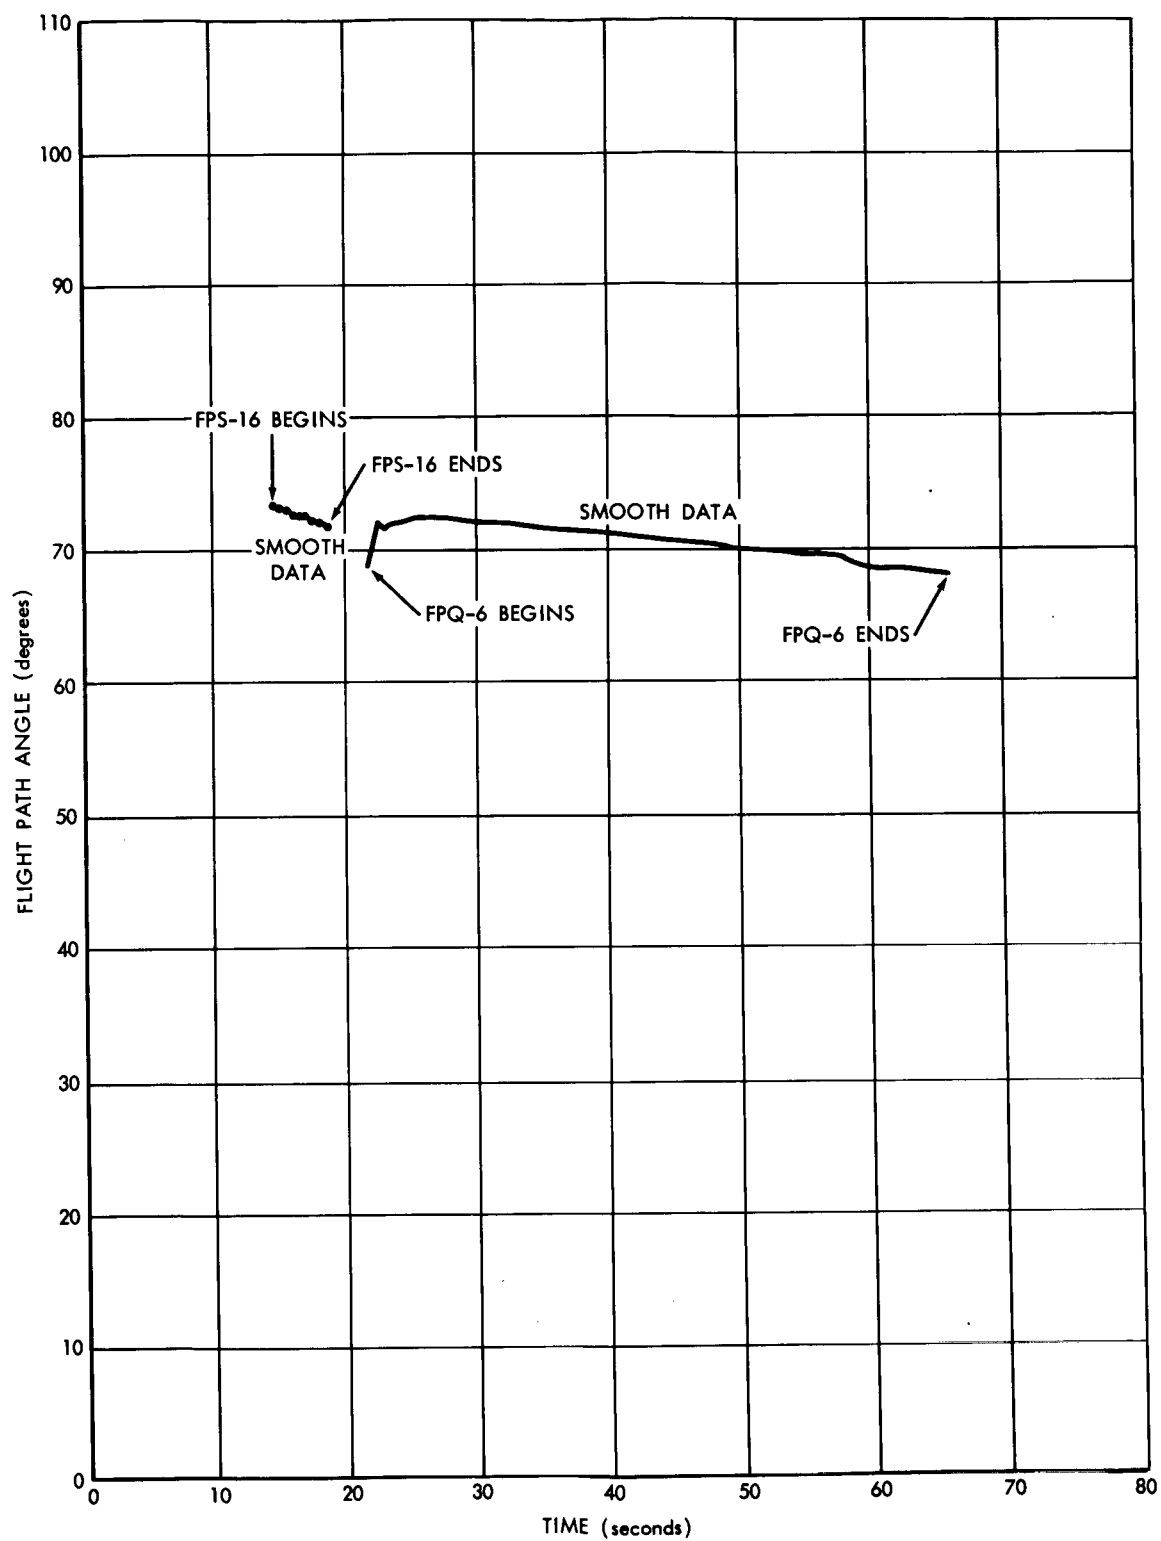 110
100
90
80
FPS-16 BEGINS
FPS-16 ENDS
SMOOTH DATA
70
SMOOTH
DATA
FPQ-6 BEGINS
FPQ-6 ENDS
60
50
40
30
20
10
0
FLIGHT PATH ANGLE (degrees)
0 10 20 30 40 50 60 70 80
TIME (seconds)